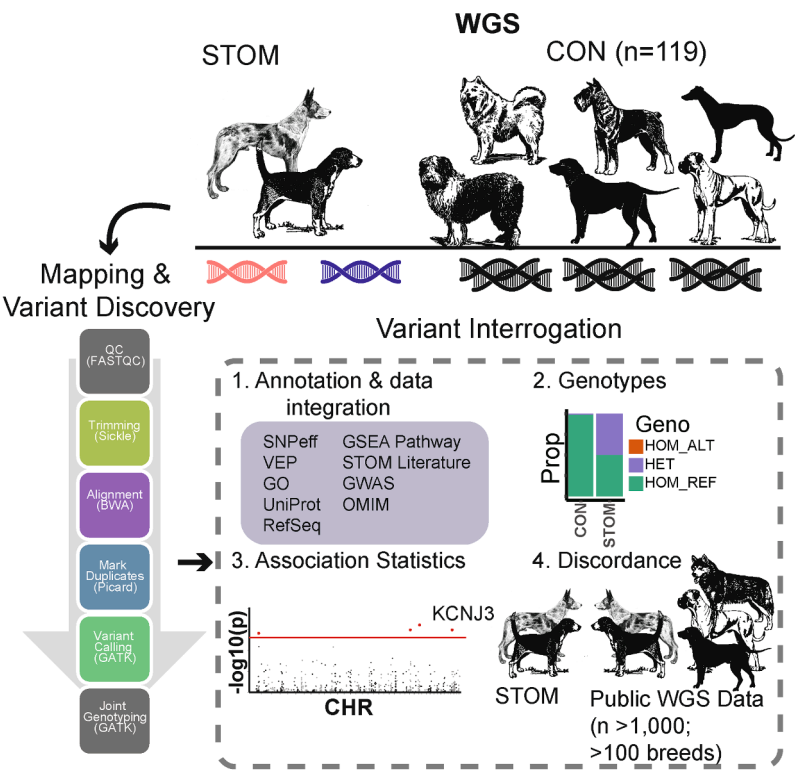 WGS
STOM
CON (n=119)
Mapping &
Variant Discovery
QC
(FASTQC)
Trimming
(Sickle)
Alignment
(BWA)
Mark
Duplicates
(Picard)
Variant
Calling
(GATK)
Joint
Genotyping
(GATK)
Variant Interrogation
1. Annotation & data
integration
SNPeff
VEP
GO
UniProt
RefSeq
GSEA Pathway
STOM Literature
GWAS
OMIM
2. Genotypes
Prop
CON
STOM
Geno
HOM_ALT
HET
HOM_REF
3. Association Statistics
KCNJ3
-log10(p)
CHR
4. Discordance
STOM
Public WGS Data
(n >1,000;
>100 breeds)